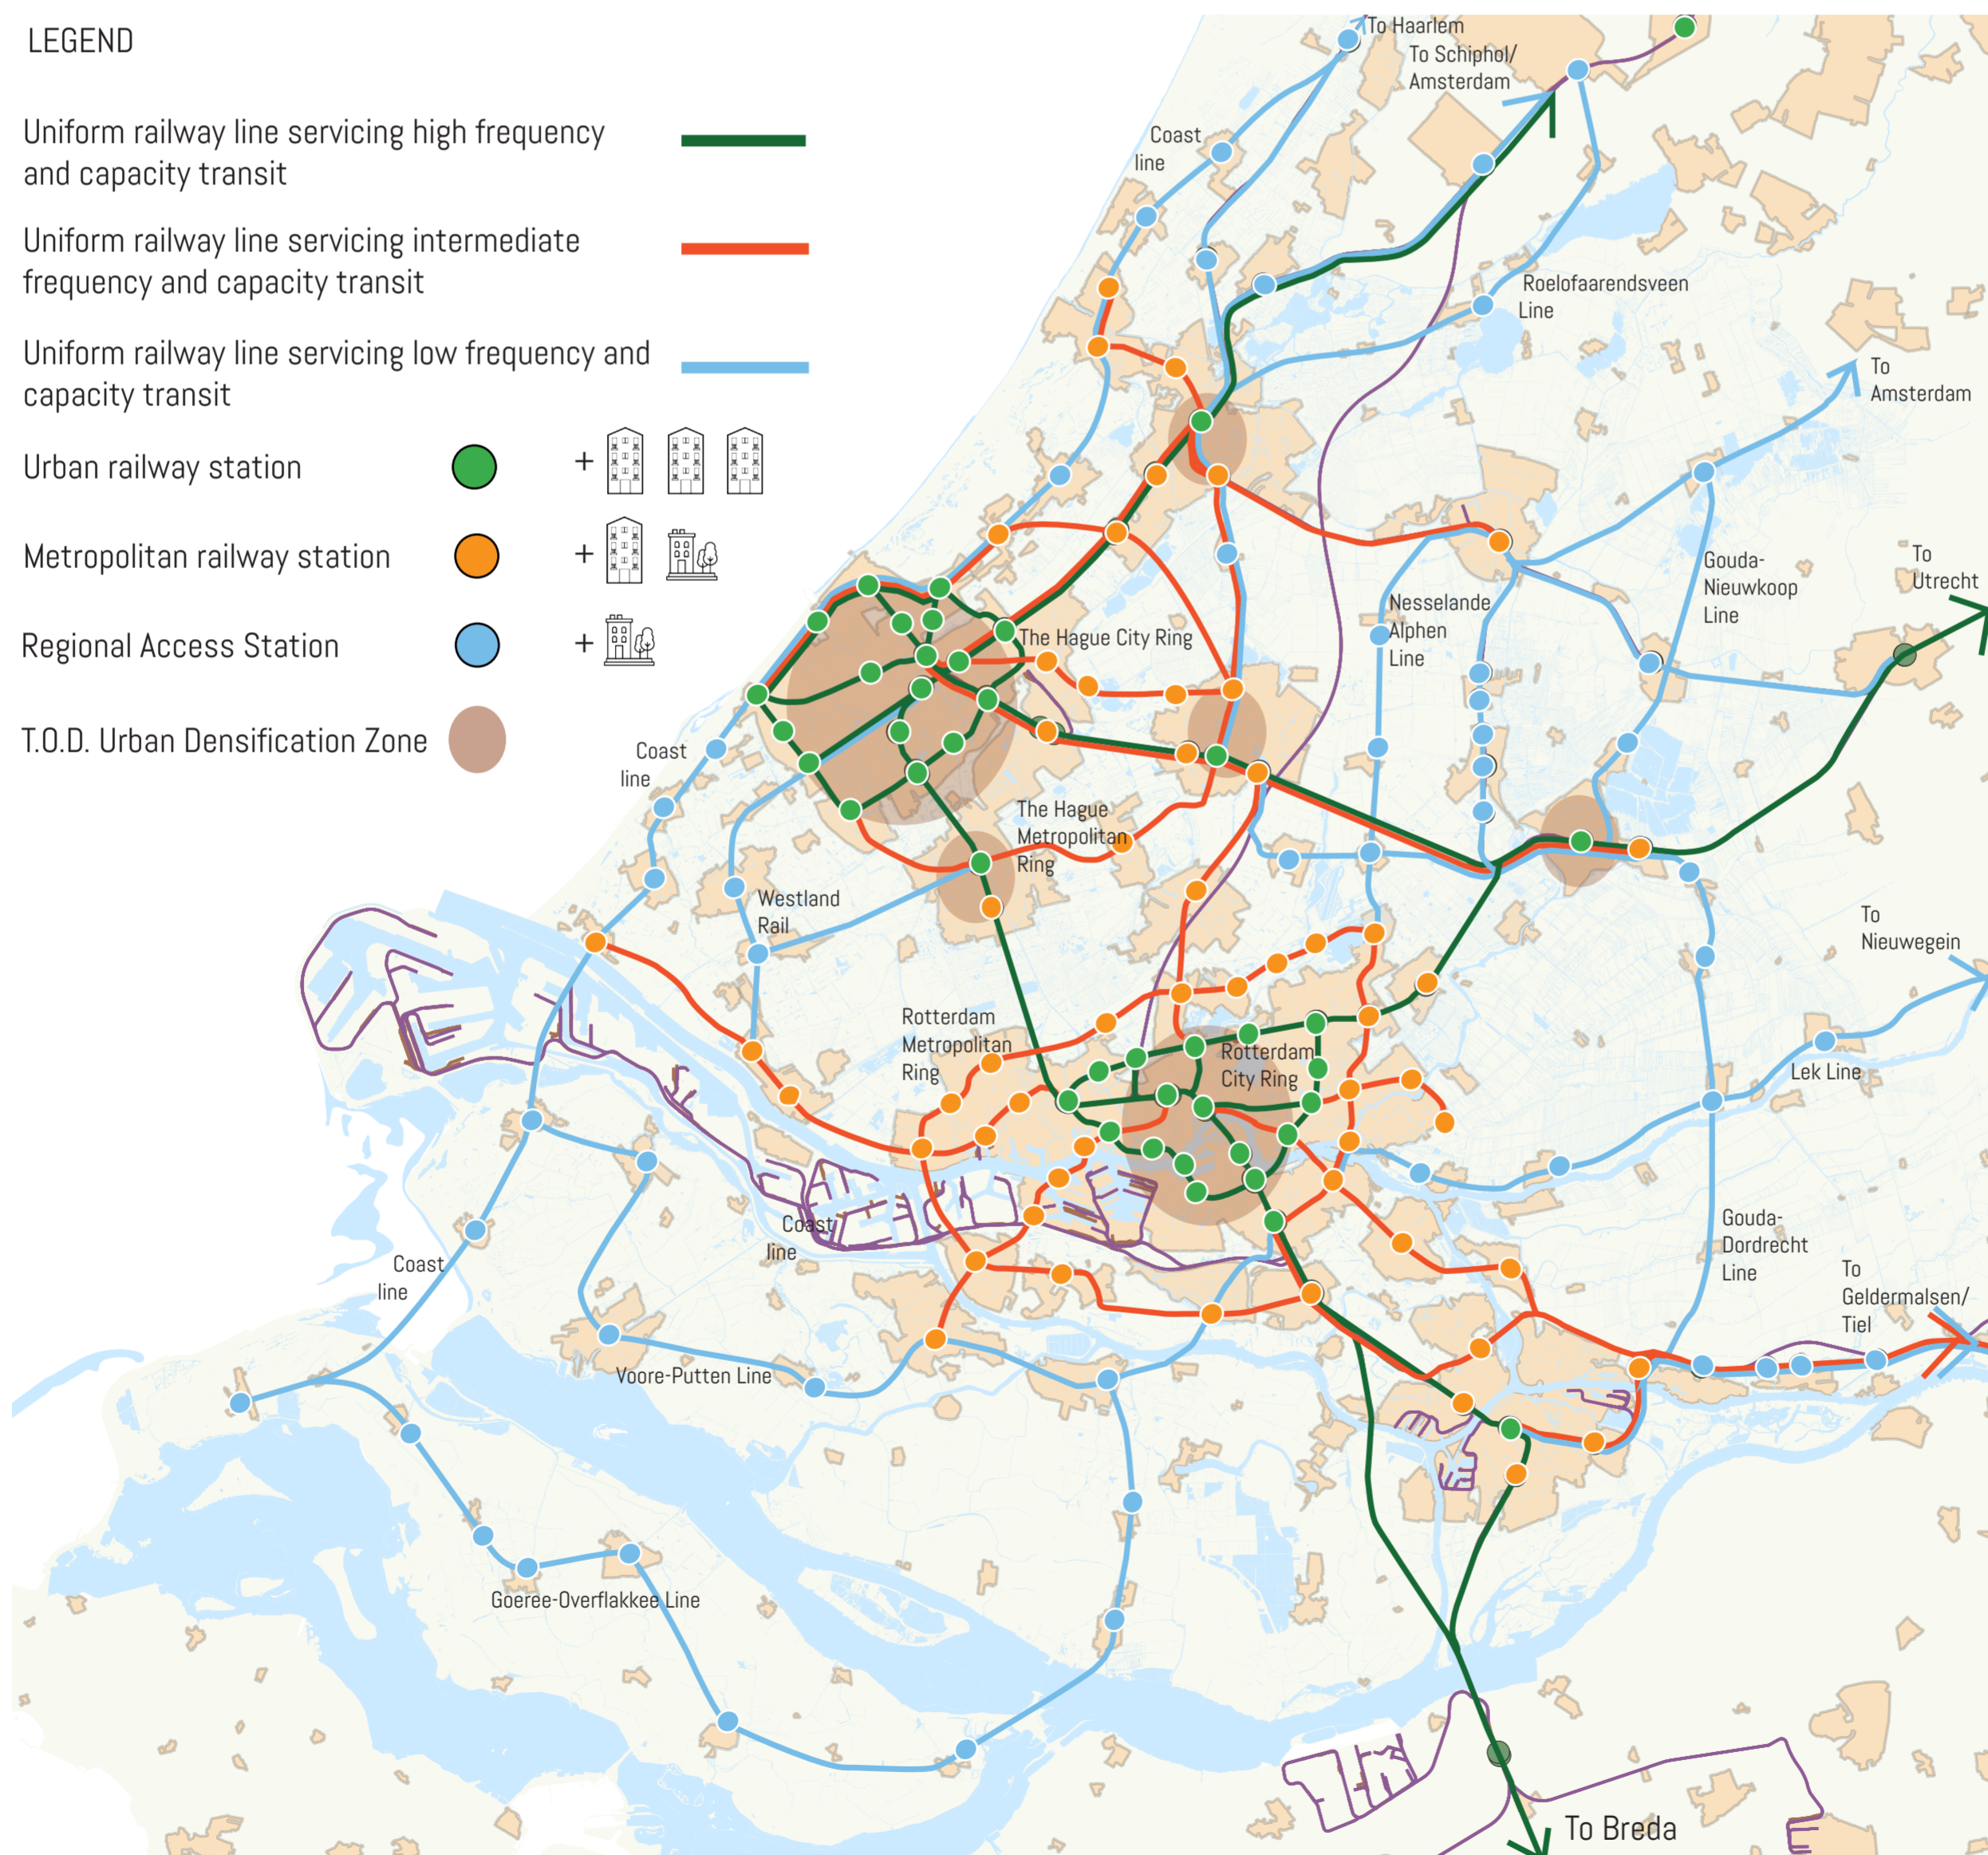 LEGEND
Uniform railway line servicing high frequency
and capacity transit
Uniform railway line servicing intermediate
frequency and capacity transit
Uniform railway line servicing low frequency and
capacity transit
Urban railway station
+
Metropolitan railway station
+
Regional Access Station
+
T.O.D. Urban Densification Zone
To Haarlem
To Schiphol/
Amsterdam
Coast
line
Roelofaarendsveen
Line
To
Amsterdam
Gouda-
Nieuwkoop
Line
To
Utrecht
Nesselande
Alphen
Line
The Hague City Ring
Coast
line
The Hague
Metropolitan
Ring
Westland
Rail
To
Nieuwegein
Rotterdam
Metropolitan
Ring
Rotterdam
City Ring
Lek Line
Coast
line
Coast
line
Gouda-
Dordrecht
Line
To
Geldermalsen/
Tiel
Voore-Putten Line
Goeree-Overflakkee Line
To Breda